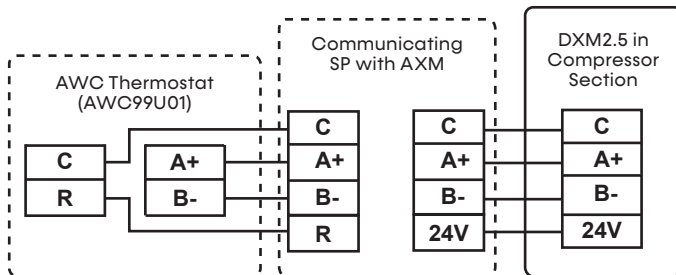 AWC Thermostat
(AWC99U01)
C
R
A+
B-
Communicating
SP with AXM
C
A+
B-
R
C
A+
B-
24V
DXM2.5 in
Compressor
Section
C
A+
B-
24V